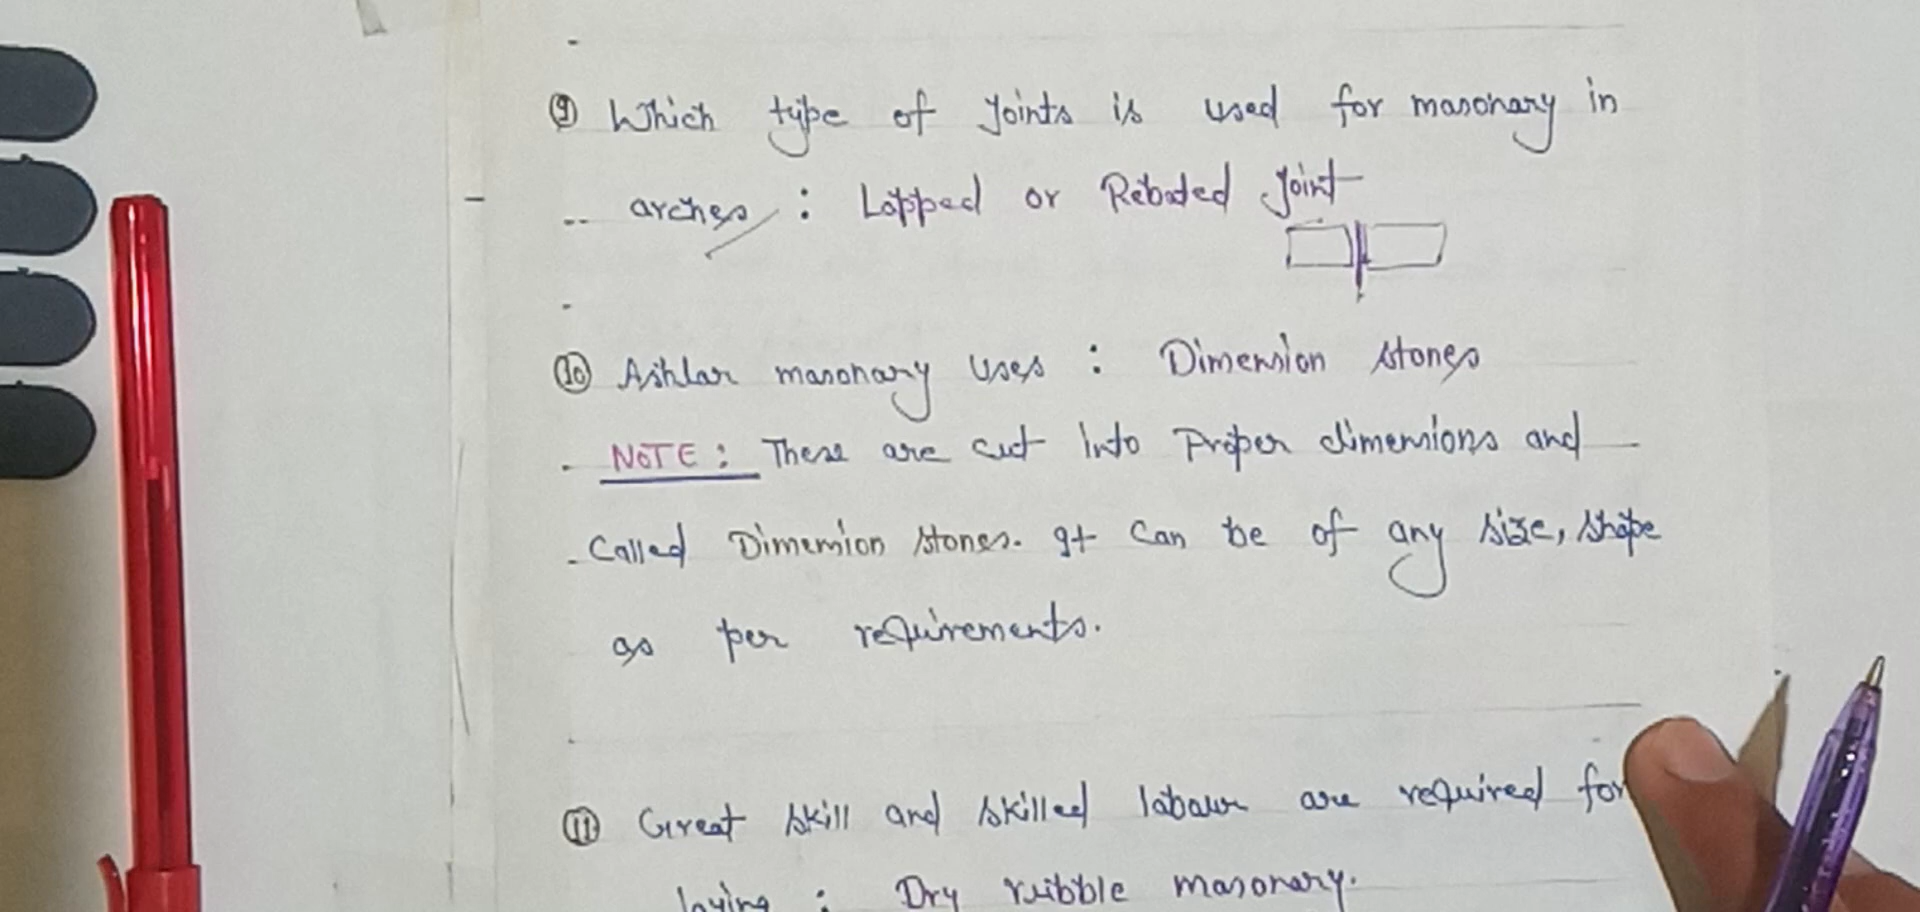 ⑨ Which type of Joints is used for masonary in
arches : Lapped or Rebated Joint
⑩ Ashlar masonary uses : Dimension stones
NOTE : These are cut into Proper dimensions and
Called Dimension stones. It Can be of any size, shape
as per requirements.
⑪ Great skill and skilled labour are required for
laying : Dry rubble masonary.